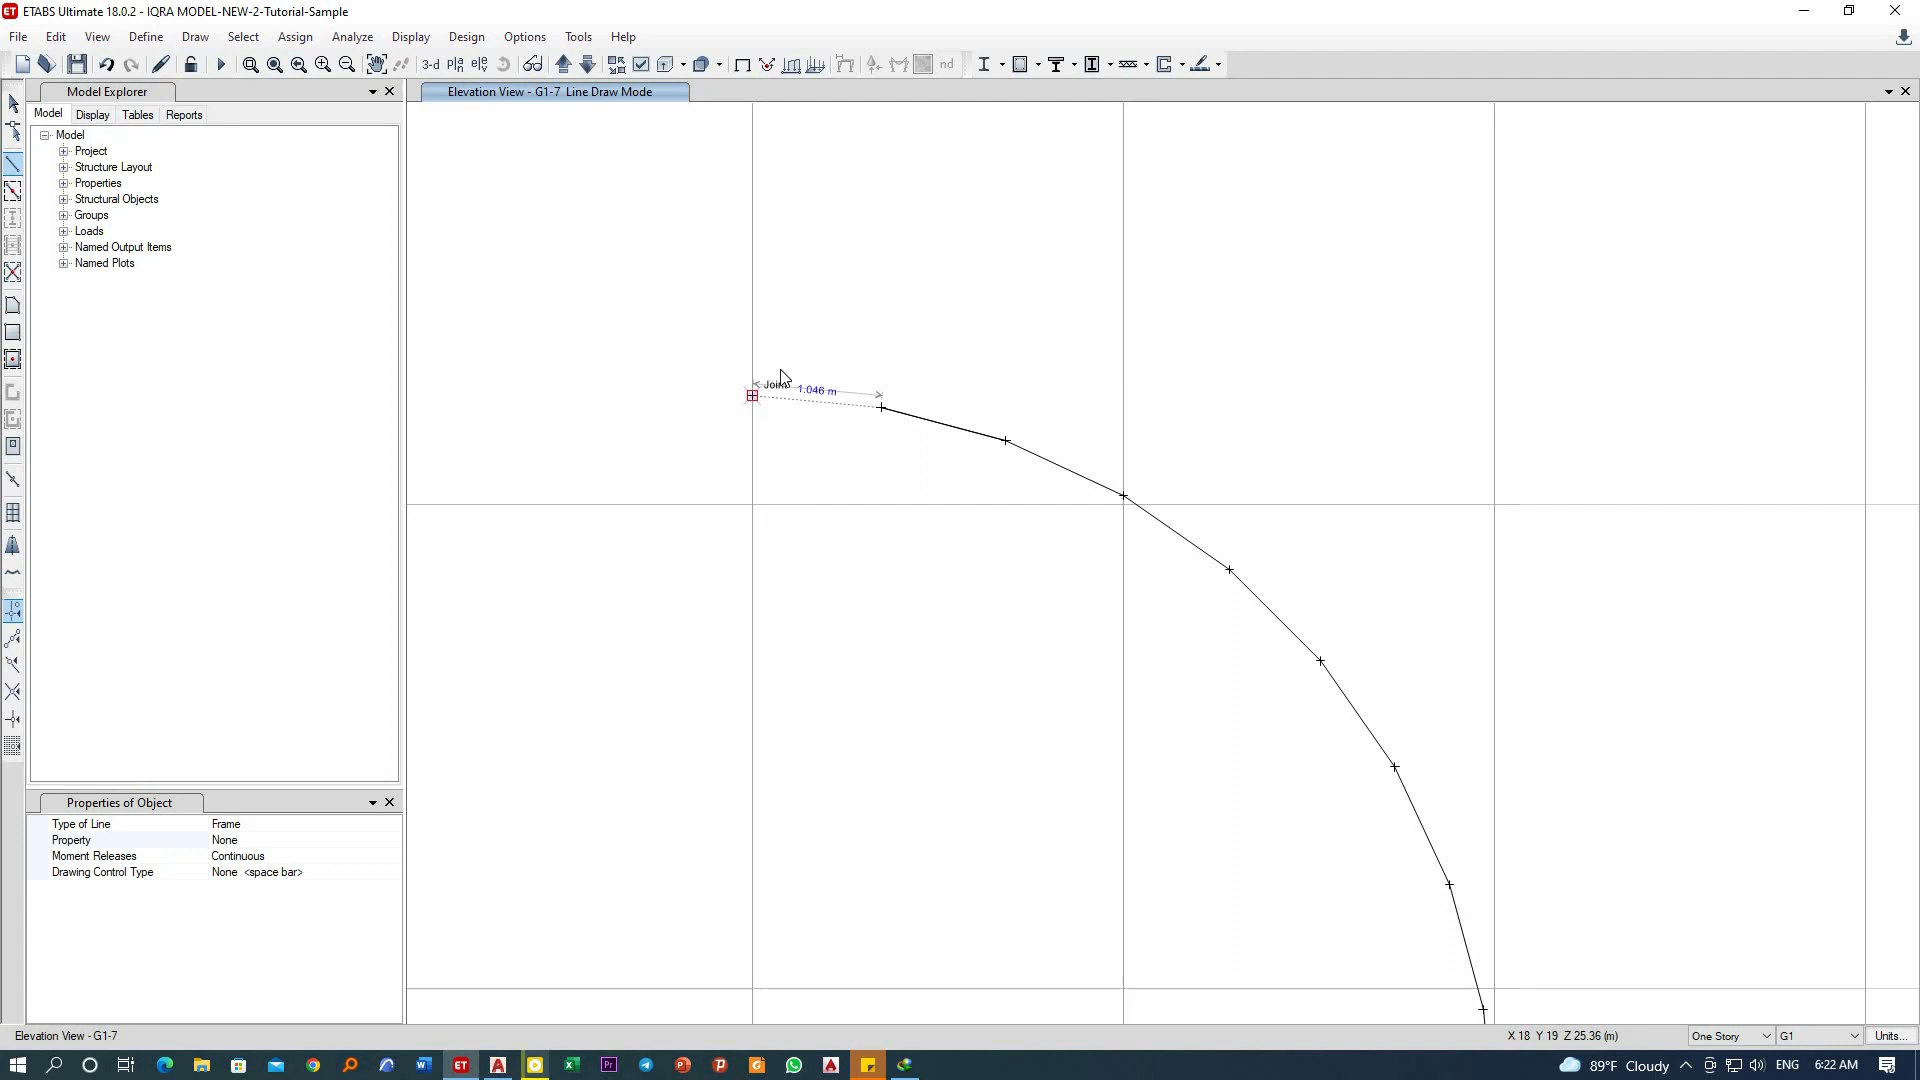 ETABS Ultimate 18.0.2 - IQRA MODEL-NEW-2-Tutorial-Sample
File Edit View Define Draw Select Assign Analyze Display Design Options Tools Help
3-d
nd
Model Explorer
Elevation View - G1-7 Line Draw Mode
Model Display Tables Reports
Model
Project
Structure Layout
Properties
Structural Objects
Groups
Loads
Named Output Items
Named Plots
1.046 m
Properties of Object
Type of Line Frame
Property None
Moment Releases Continuous
Drawing Control Type None <space bar>
Elevation View - G1-7
X 18 Y 19 Z 25.36 (m)
One Story
G1
Units...
89°F Cloudy
ENG
6:22 AM